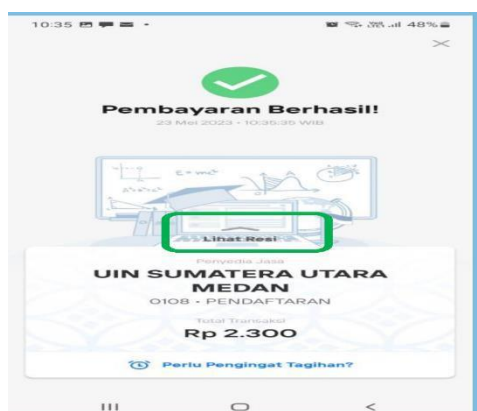 10:35
48%
Pembayaran Berhasil!
23 Mei 2023 • 10:35:35 WIB
E=mc²
Lihat Resi
Penyedia Jasa
UIN SUMATERA UTARA
MEDAN
0108 - PENDAFTARAN
Total Transaksi
Rp 2.300
Perlu Pengingat Tagihan?